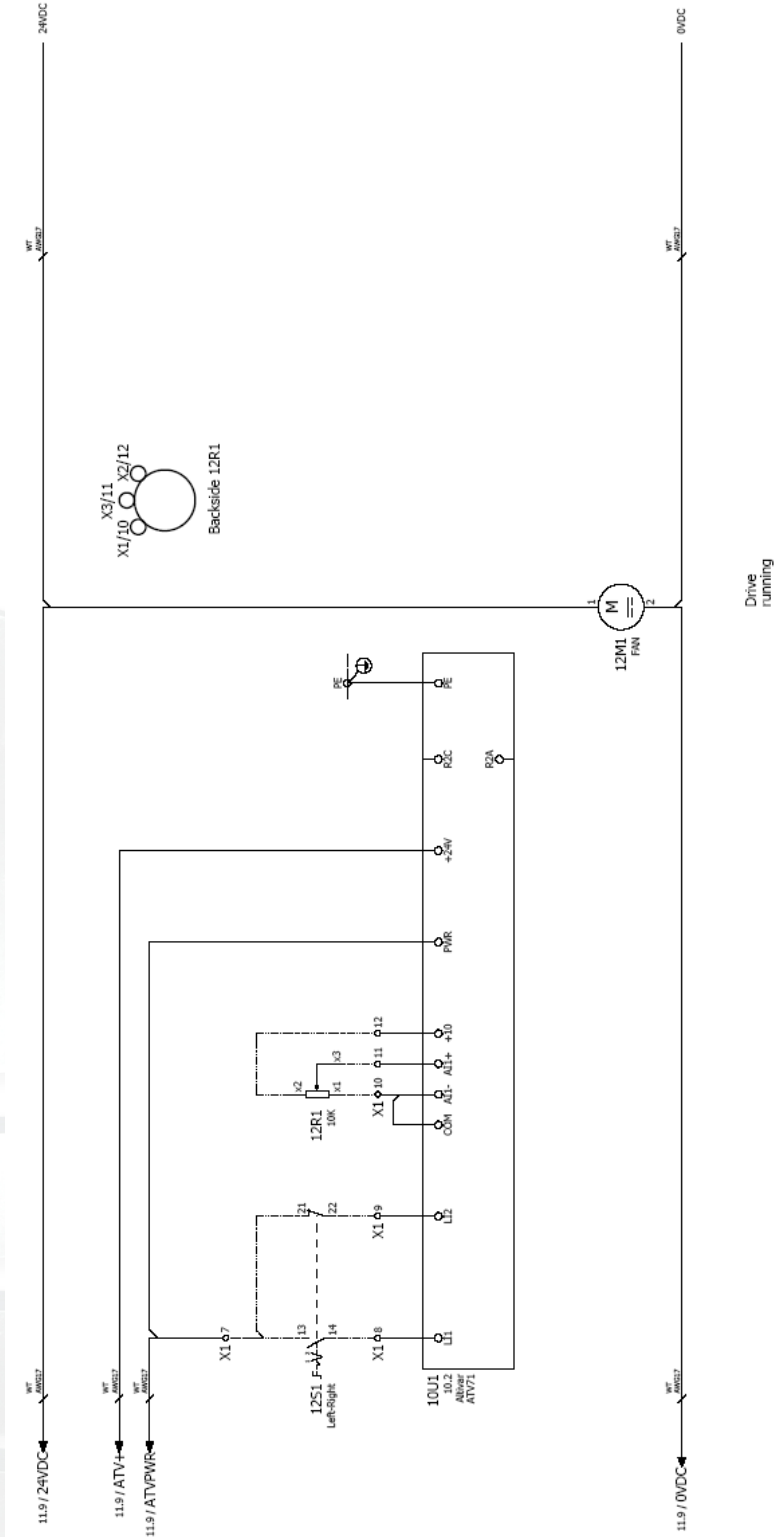 24VDC
0VDC
WT
AWG17
WT
AWG17
X1/10
X3/11
X2/12
Backside 12R1
1
M
2
12M1
FAN
Drive
running
PE
PE
R2C
R2A
+24V
PWR
12
+10
x3
11
AI1+
x2
x1
12R1
10K
X1
10
AI1-
COM
21
22
X1
9
LI2
X1
7
13
14
12S1
Left-Right
X1
8
LI1
10U1
10.2
Altivar
ATV71
WT
AWG17
WT
AWG17
WT
AWG17
WT
AWG17
11.9 / 24VDC
11.9 / ATV+
11.9 / ATVPWR
11.9 / 0VDC